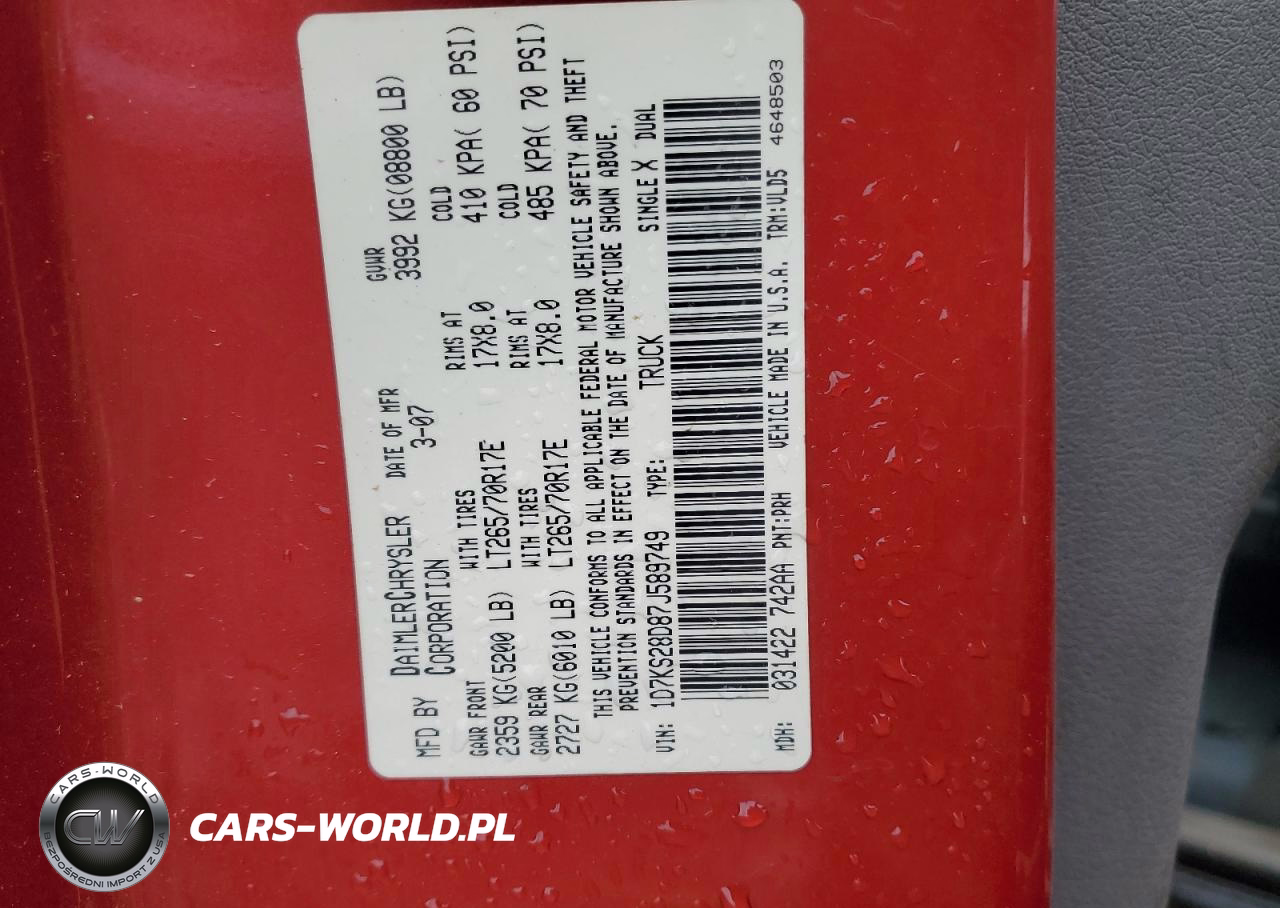 MFD BY DAIMLERCHRYSLER CORPORATION DATE OF MFR 3-07 GVWR 3992 KG(08800 LB)
GAWR FRONT WITH TIRES RIMS AT COLD
2359 KG(5200 LB) LT265/70R17E 17X8.0 410 KPA( 60 PSI)
GAWR REAR WITH TIRES RIMS AT COLD
2727 KG(6010 LB) LT265/70R17E 17X8.0 485 KPA( 70 PSI)
THIS VEHICLE CONFORMS TO ALL APPLICABLE FEDERAL MOTOR VEHICLE SAFETY AND THEFT
PREVENTION STANDARDS IN EFFECT ON THE DATE OF MANUFACTURE SHOWN ABOVE.
VIN: 1D7KS28D87J589749 TYPE: TRUCK SINGLE X DUAL
MDH: 031422 742AA PNT:PRH VEHICLE MADE IN U.S.A. TRM:VLD5 4648503
CARS-WORLD
CW
BEZPOŚREDNI IMPORT Z USA
CARS-WORLD.PL